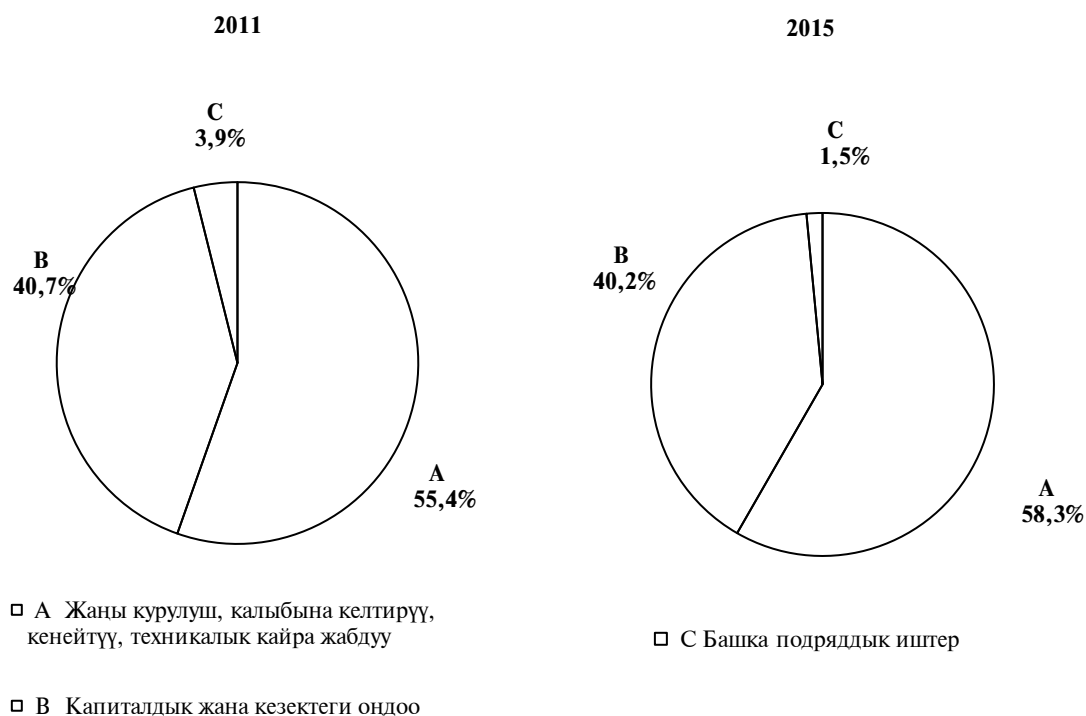 2011
2015
C
3,9%
C
1,5%
B
40,7%
B
40,2%
A
55,4%
A
58,3%
A Жаңы курулуш, калыбына келтирүү,
кенейтүү, техникалык кайра жабдуу
C Башка подряддык иштер
B Капиталдык жана кезектеги оңдоо